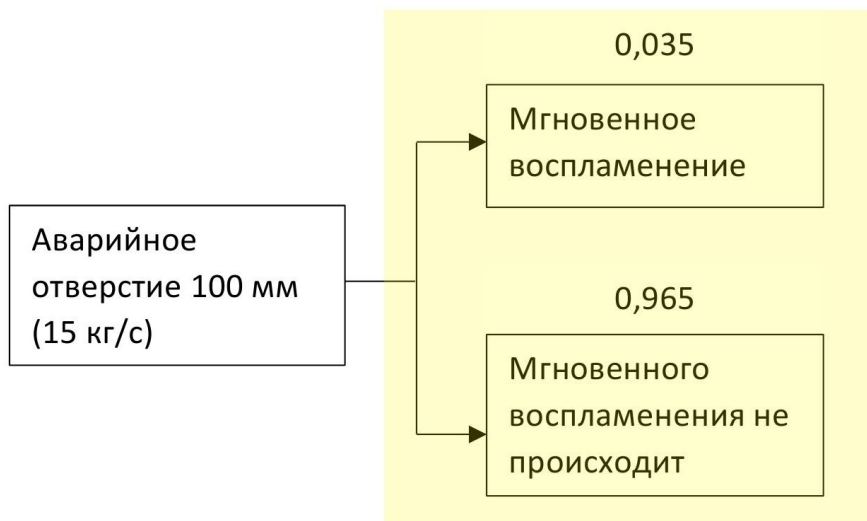 0,035
Мгновенное
воспламенение
Аварийное
отверстие 100 мм
(15 кг/с)
0,965
Мгновенного
воспламенения не
происходит